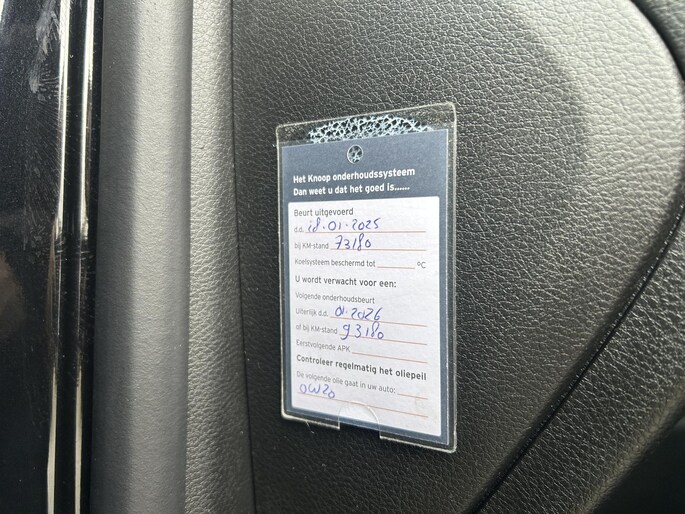 Het Knoop onderhoudssysteem
Dan weet u dat het goed is......
Beurt uitgevoerd
d.d. 28-01-2025
bij KM-stand 73180
Koelsysteem beschermd tot °C
U wordt verwacht voor een:
Volgende onderhoudsbeurt
Uiterlijk d.d. 01-2026
of bij KM-stand 93180
Eerstvolgende APK
Controleer regelmatig het oliepeil
De volgende olie gaat in uw auto:
0W20